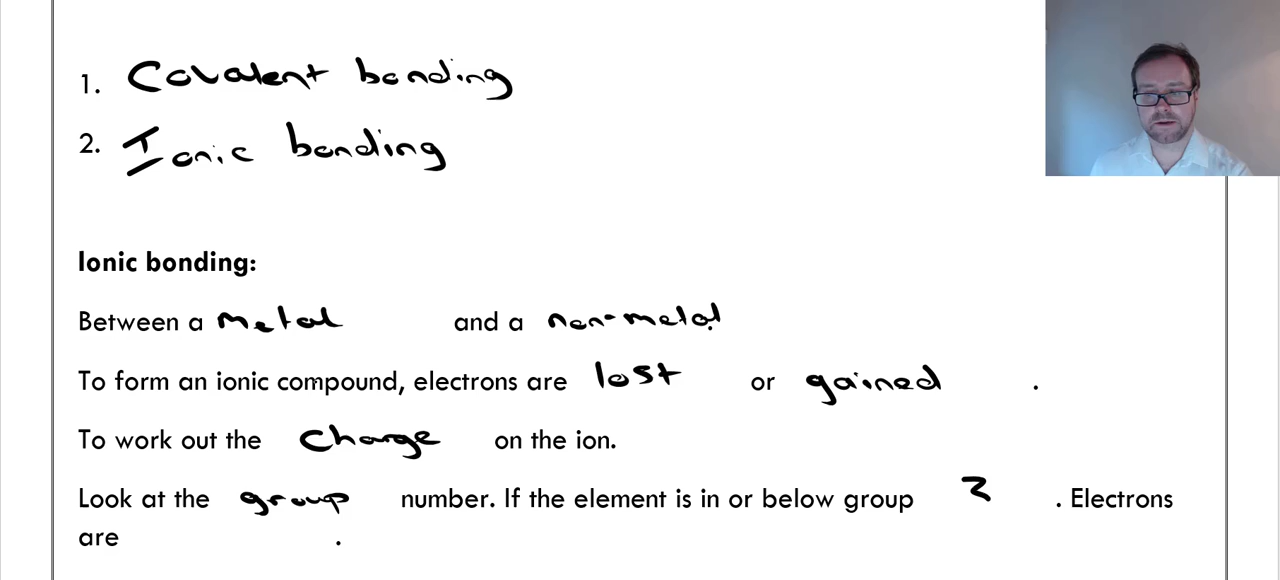 1. Covalent bonding
2. Ionic bonding
Ionic bonding:
Between a metal and a non-metal
To form an ionic compound, electrons are lost or gained .
To work out the charge on the ion.
Look at the group number. If the element is in or below group 3 . Electrons
are .